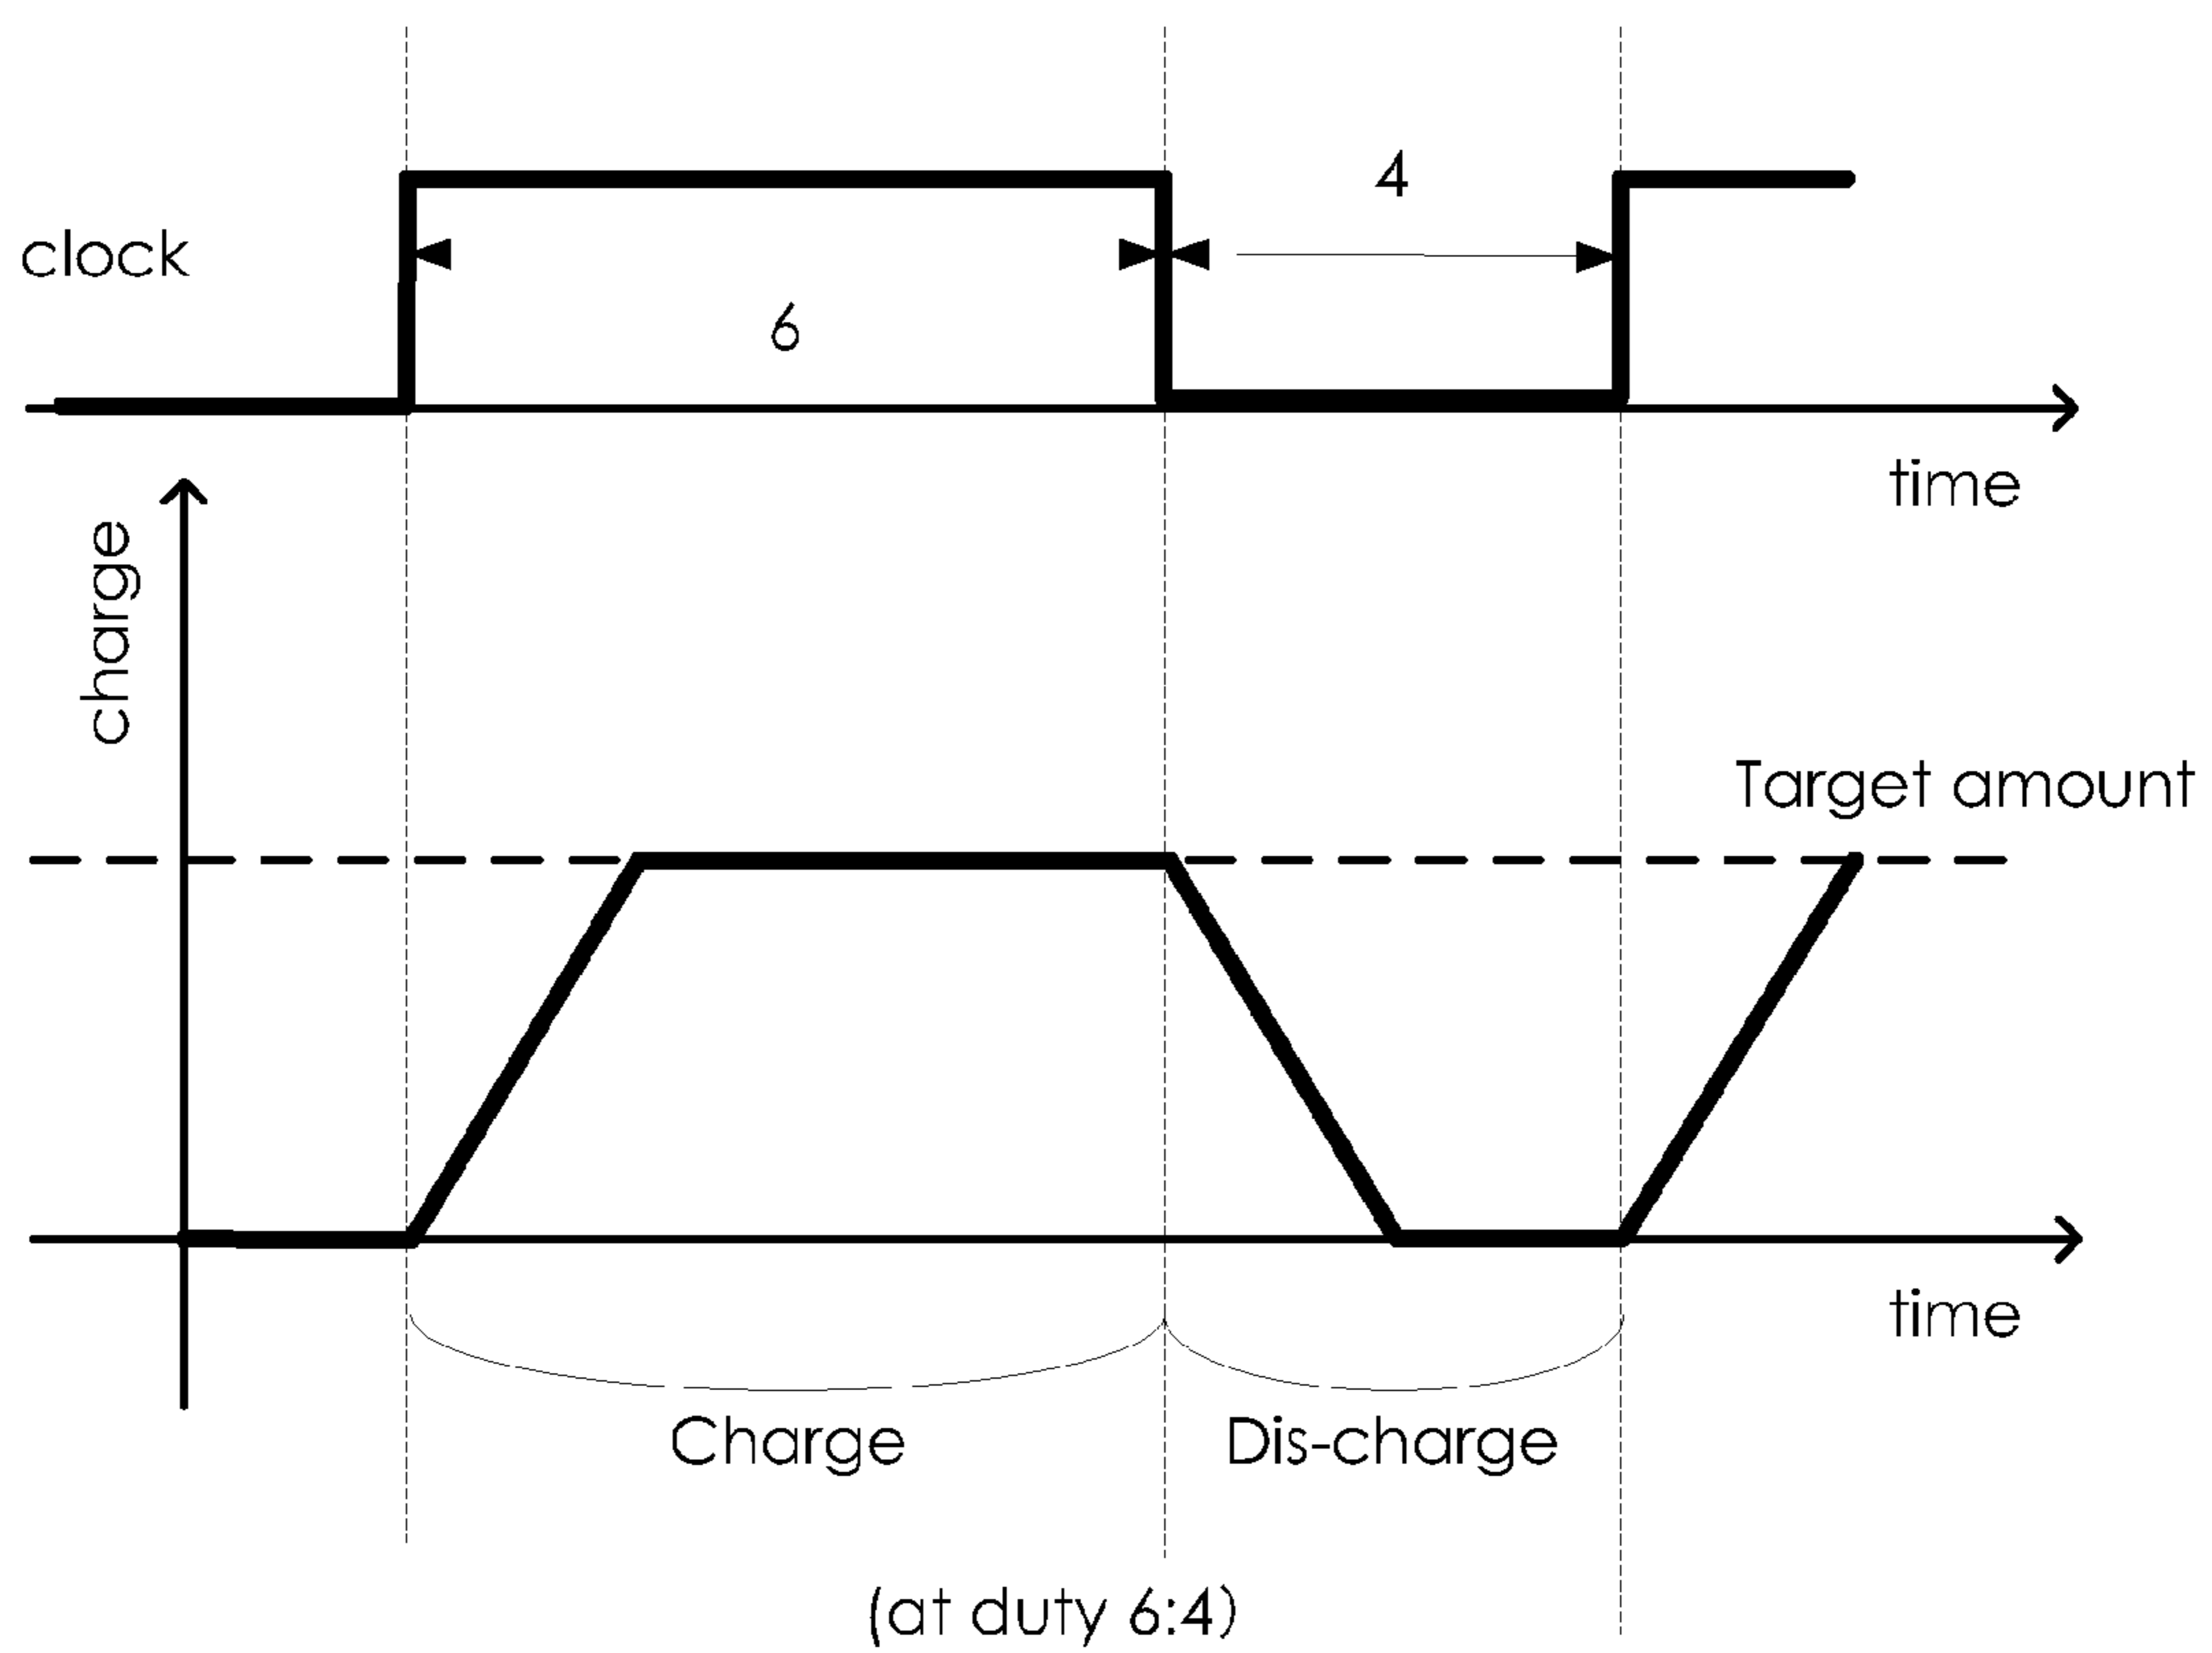 4
clock
6
time
charge
Target amount
time
Charge
Dis-charge
(at duty 6:4)